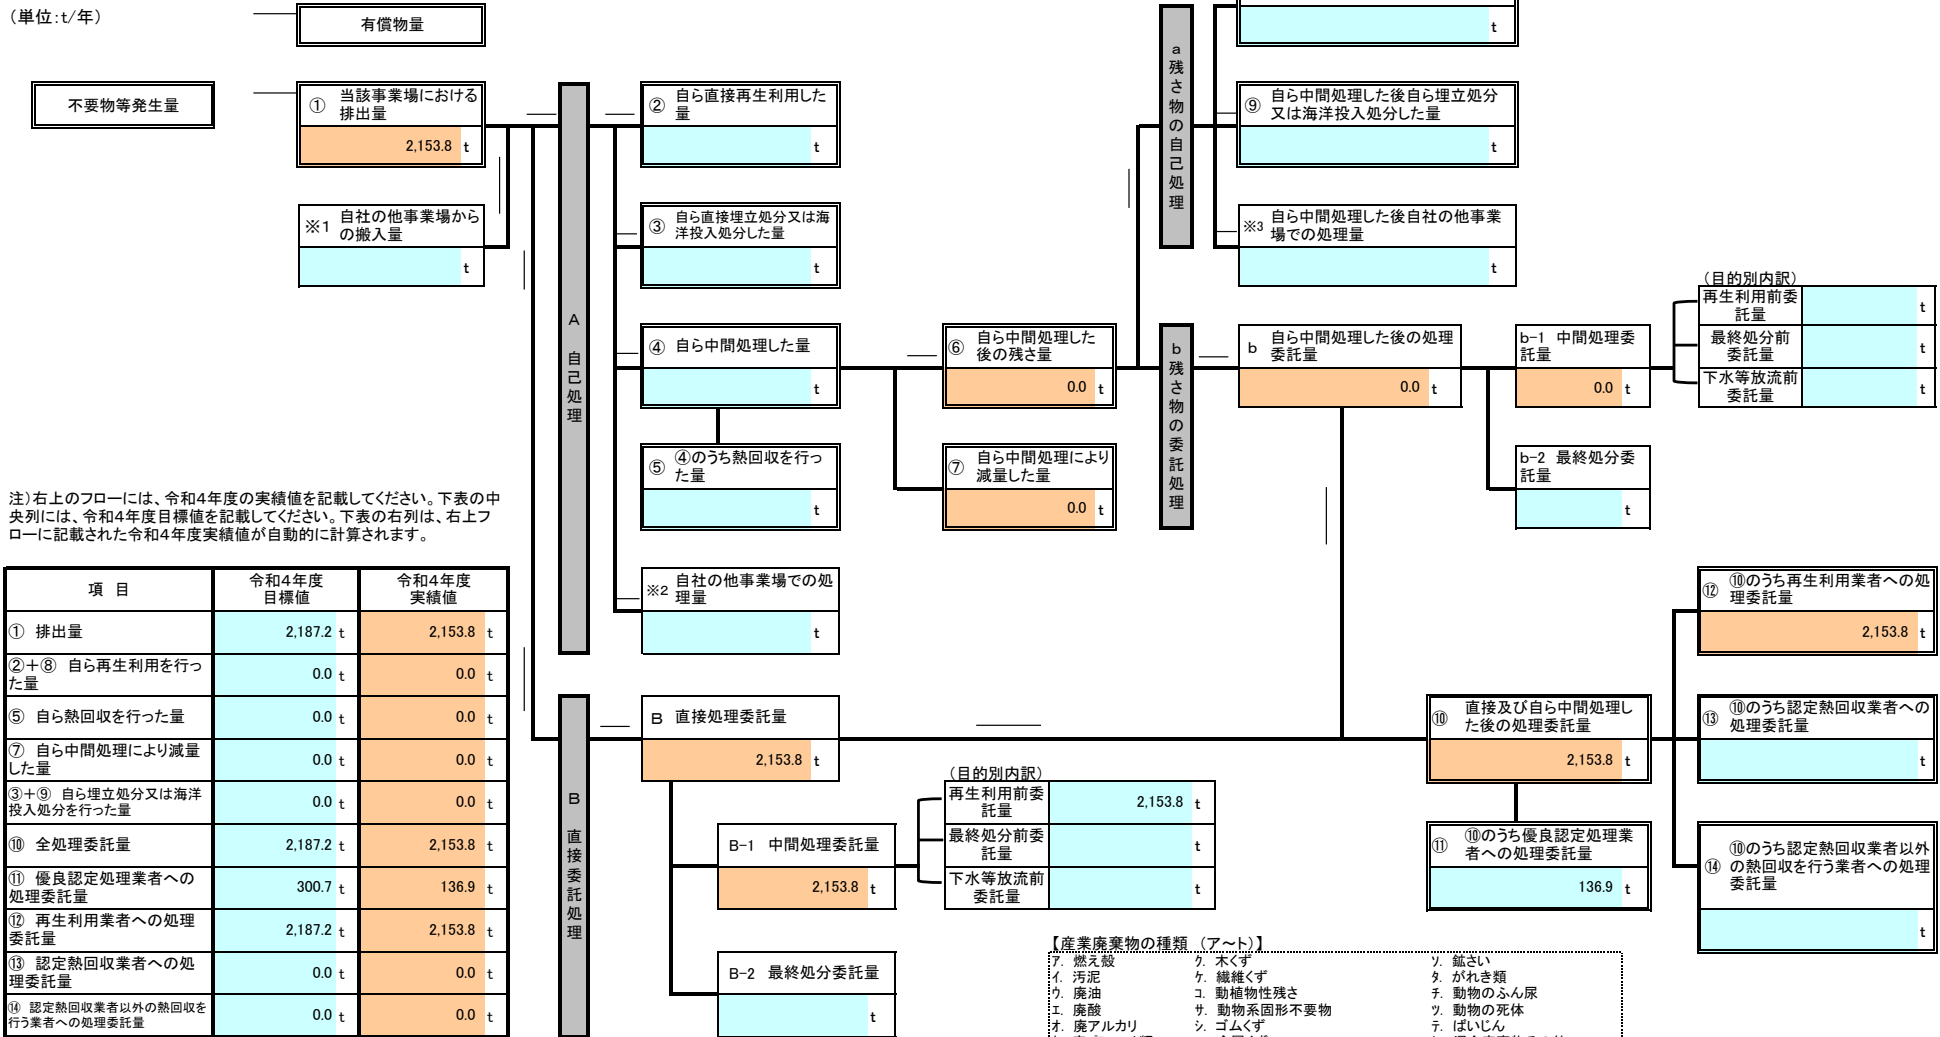 (単位:t/年)
有償物量
t
不要物等発生量
① 当該事業場における
排出量
2,153.8 t
※1 自社の他事業場から
の搬入量
t
A 自己処理
② 自ら直接再生利用した
量
t
③ 自ら直接埋立処分又は海
洋投入処分した量
t
④ 自ら中間処理した量
t
⑤ ④のうち熱回収を行っ
た量
t
※2 自社の他事業場での処
理量
t
⑥ 自ら中間処理した
後の残さ量
0.0 t
⑦ 自ら中間処理により
減量した量
0.0 t
a 残さ物の自己処理
⑨ 自ら中間処理した後自ら埋立処分
又は海洋投入処分した量
t
※3 自ら中間処理した後自社の他事業
場での処理量
t
b 残さ物の委託処理
b 自ら中間処理した後の処理
委託量
0.0 t
b-1 中間処理委
託量
0.0 t
b-2 最終処分委
託量
t
(目的別内訳)
再生利用前委
託量
t
最終処分前
委託量
t
下水等放流前
委託量
t
注)右上のフローには、令和4年度の実績値を記載してください。下表の中
央列には、令和4年度目標値を記載してください。下表の右列は、右上フ
ローに記載された令和4年度実績値が自動的に計算されます。
項 目 令和4年度
目標値 令和4年度
実績値
① 排出量 2,187.2 t 2,153.8 t
②+⑧ 自ら再生利用を行っ
た量 0.0 t 0.0 t
⑤ 自ら熱回収を行った量 0.0 t 0.0 t
⑦ 自ら中間処理により減量
した量 0.0 t 0.0 t
③+⑨ 自ら埋立処分又は海洋
投入処分を行った量 0.0 t 0.0 t
⑩ 全処理委託量 2,187.2 t 2,153.8 t
⑪ 優良認定処理業者への
処理委託量 300.7 t 136.9 t
⑫ 再生利用業者への処理
委託量 2,187.2 t 2,153.8 t
⑬ 認定熱回収業者への処
理委託量 0.0 t 0.0 t
⑭ 認定熱回収業者以外の熱回収を
行う業者への処理委託量 0.0 t 0.0 t
B 直接委託処理
B 直接処理委託量
2,153.8 t
B-1 中間処理委託量
2,153.8 t
B-2 最終処分委託量
t
(目的別内訳)
再生利用前委
託量
2,153.8 t
最終処分前委
託量
t
下水等放流前
委託量
t
⑩ 直接及び自ら中間処理し
た後の処理委託量
2,153.8 t
⑪ ⑩のうち優良認定処理業
者への処理委託量
136.9 t
⑫ ⑩のうち再生利用業者への処
理委託量
2,153.8 t
⑬ ⑩のうち認定熱回収業者への
処理委託量
t
⑭ ⑩のうち認定熱回収業者以外
の熱回収を行う業者への処理
委託量
t
【産業廃棄物の種類 (ア~ト)】
ア. 燃え殻 ク. 木くず ソ. 鉱さい
イ. 汚泥 ケ. 繊維くず タ. がれき類
ウ. 廃油 コ. 動植物性残さ チ. 動物のふん尿
エ. 廃酸 サ. 動物系固形不要物 ツ. 動物の死体
オ. 廃アルカリ シ. ゴムくず テ. ばいじん